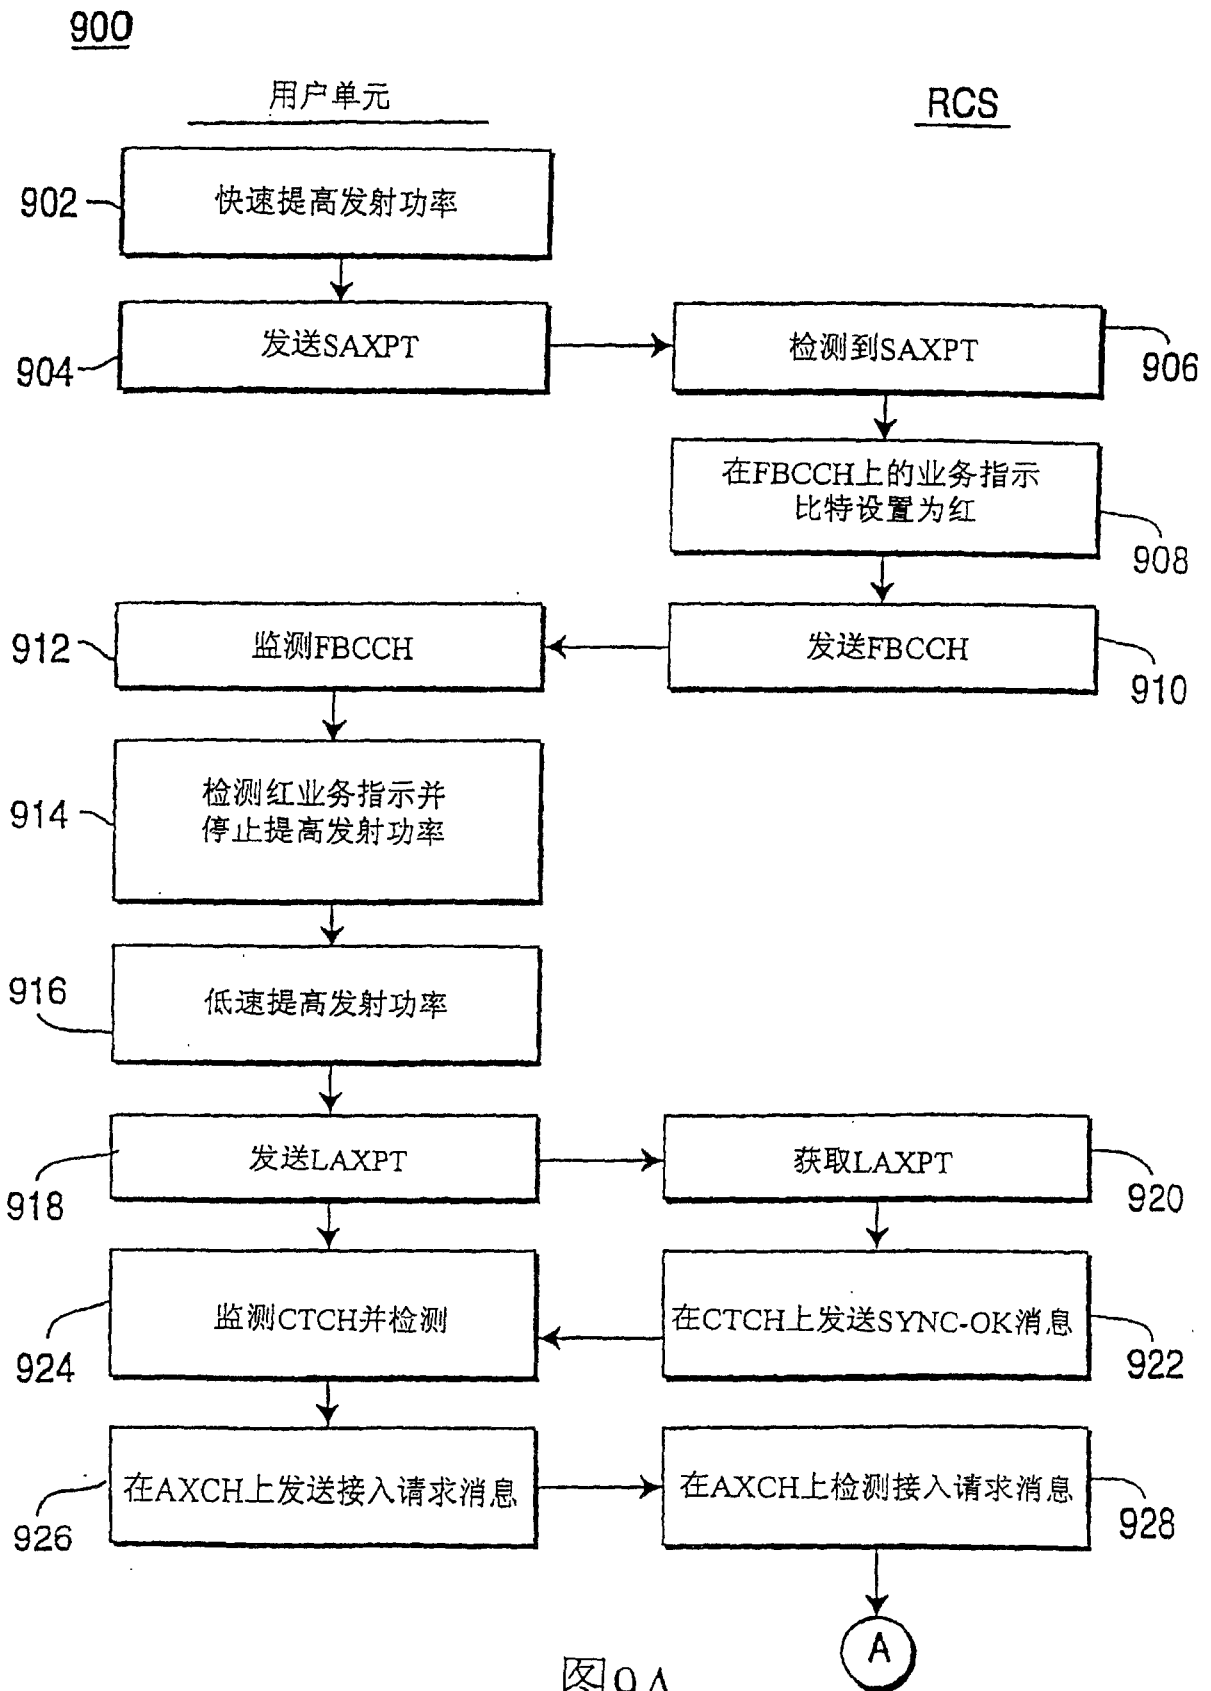 900
用户单元
RCS
902
快速提高发射功率
904
发送SAXPT
检测到SAXPT
906
在FBCCH上的业务指示
比特设置为红
908
912
监测FBCCH
发送FBCCH
910
914
检测红业务指示并
停止提高发射功率
916
低速提高发射功率
918
发送LAXPT
获取LAXPT
920
924
监测CTCH并检测
在CTCH上发送SYNC-OK消息
922
926
在AXCH上发送接入请求消息
在AXCH上检测接入请求消息
928
A
图9A